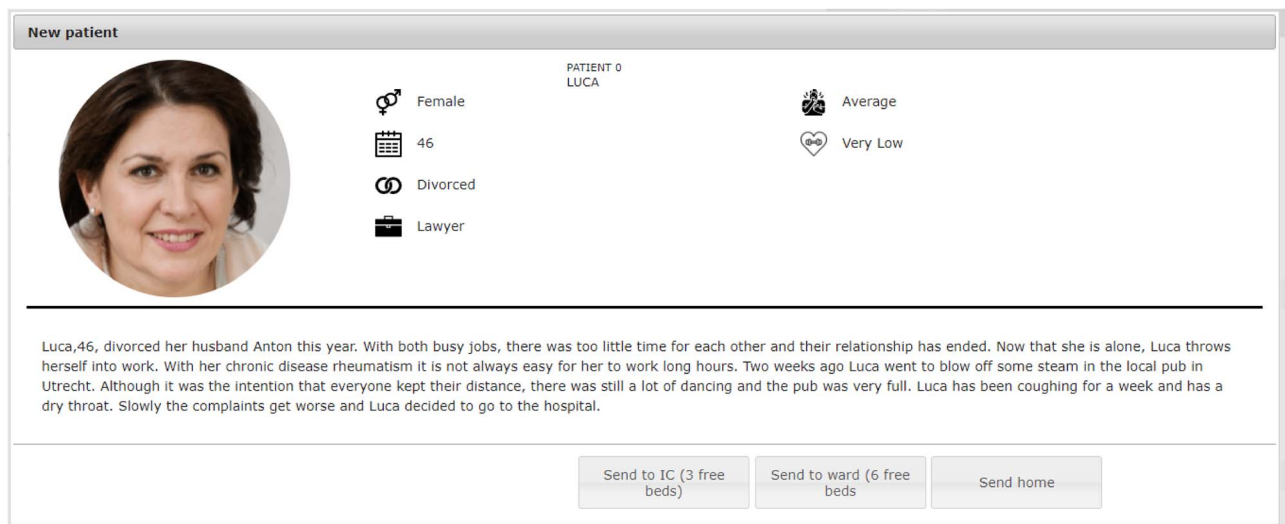 New patient
PATIENT 0
LUCA
Female
46
Divorced
Lawyer
Average
Very Low
Luca,46, divorced her husband Anton this year. With both busy jobs, there was too little time for each other and their relationship has ended. Now that she is alone, Luca throws
herself into work. With her chronic disease rheumatism it is not always easy for her to work long hours. Two weeks ago Luca went to blow off some steam in the local pub in
Utrecht. Although it was the intention that everyone kept their distance, there was still a lot of dancing and the pub was very full. Luca has been coughing for a week and has a
dry throat. Slowly the complaints get worse and Luca decided to go to the hospital.
Send to IC (3 free
beds)
Send to ward (6 free
beds
Send home